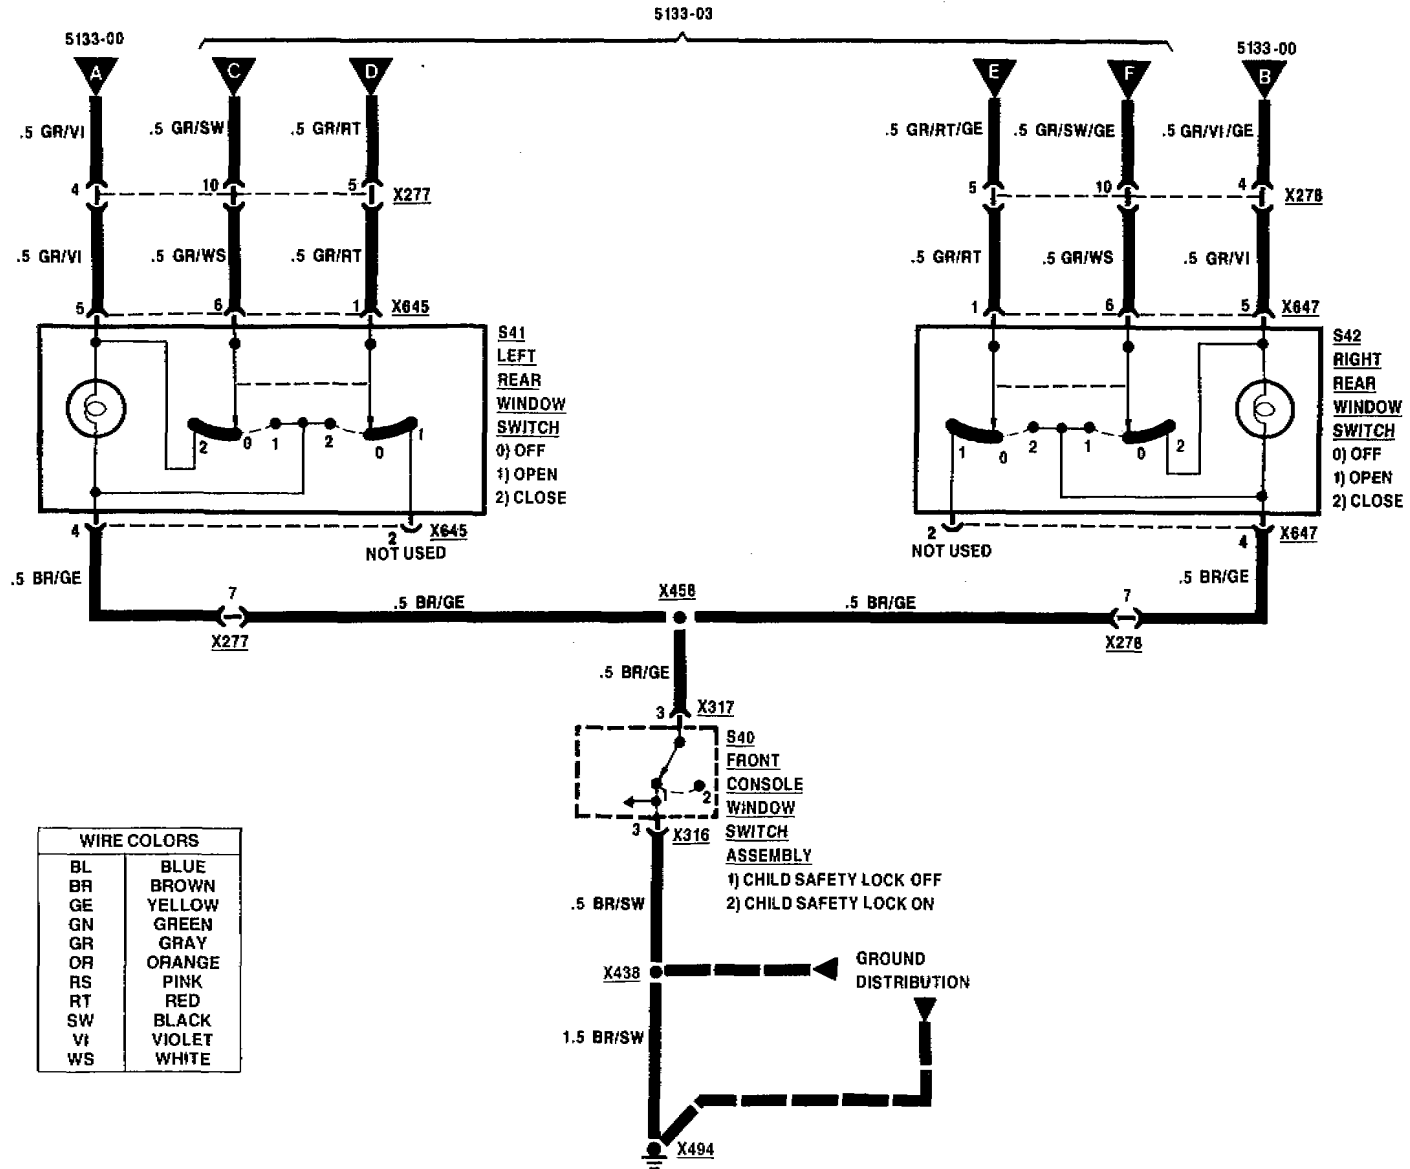 5133-03
5133-00
5133-00
A
C
D
E
F
B
.5 GR/VI
.5 GR/SW
.5 GR/RT
.5 GR/RT/GE
.5 GR/SW/GE
.5 GR/VI/GE
4
10
5
X277
5
10
4
X278
.5 GR/VI
.5 GR/WS
.5 GR/RT
.5 GR/RT
.5 GR/WS
.5 GR/VI
5
6
1
X645
1
6
5
X647
S41
LEFT
REAR
WINDOW
SWITCH
0) OFF
1) OPEN
2) CLOSE
S42
RIGHT
REAR
WINDOW
SWITCH
0) OFF
1) OPEN
2) CLOSE
2
0
1
2
0
1
1
0
2
1
0
2
4
2
X645
NOT USED
2
NOT USED
4
X647
.5 BR/GE
.5 BR/GE
7
X277
.5 BR/GE
X458
.5 BR/GE
7
X278
.5 BR/GE
3
X317
S40
FRONT
CONSOLE
WINDOW
SWITCH
ASSEMBLY
1) CHILD SAFETY LOCK OFF
2) CHILD SAFETY LOCK ON
1
2
3
X316
.5 BR/SW
X438
GROUND
DISTRIBUTION
1.5 BR/SW
X494
WIRE COLORS
BL BLUE
BR BROWN
GE YELLOW
GN GREEN
GR GRAY
OR ORANGE
RS PINK
RT RED
SW BLACK
VI VIOLET
WS WHITE